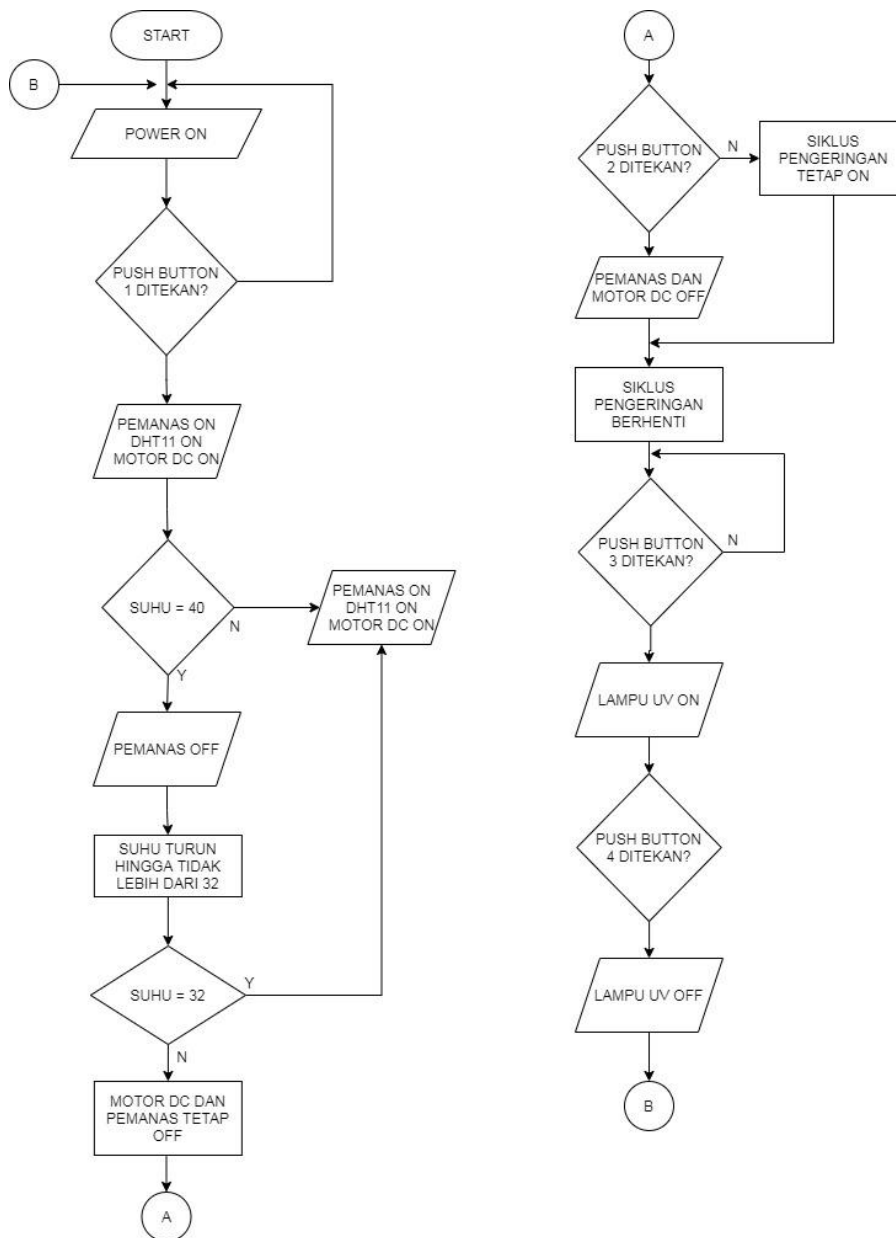 START
B
POWER ON
PUSH BUTTON
1 DITEKAN?
PEMANAS ON
DHT11 ON
MOTOR DC ON
SUHU = 40
N
PEMANAS ON
DHT11 ON
MOTOR DC ON
Y
PEMANAS OFF
SUHU TURUN
HINGGA TIDAK
LEBIH DARI 32
SUHU = 32
Y
N
MOTOR DC DAN
PEMANAS TETAP
OFF
A
A
PUSH BUTTON
2 DITEKAN?
N
SIKLUS
PENGERINGAN
TETAP ON
PEMANAS DAN
MOTOR DC OFF
SIKLUS
PENGERINGAN
BERHENTI
PUSH BUTTON
3 DITEKAN?
N
LAMPU UV ON
PUSH BUTTON
4 DITEKAN?
LAMPU UV OFF
B